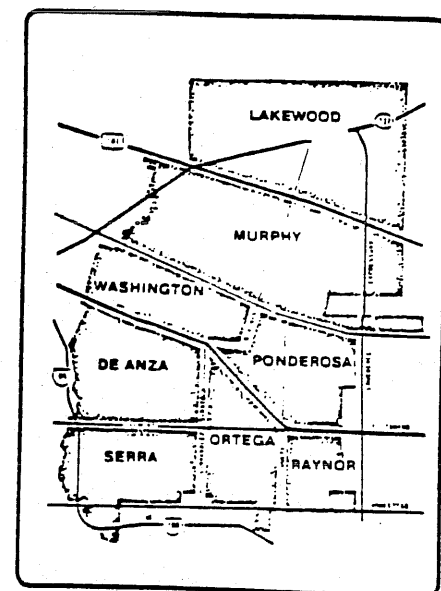 LAKEWOOD
MURPHY
WASHINGTON
DE ANZA
PONDEROSA
ORTEGA
SERRA
RAYNOR